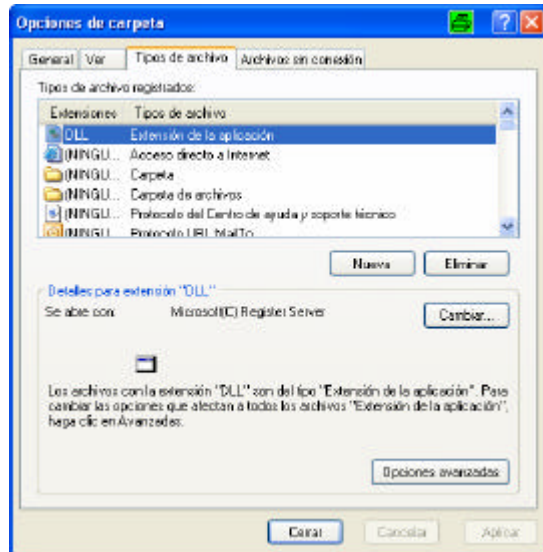 Opciones de carpeta
General Ver Tipos de archivo Archivos sin conexión
Tipos de archivo registrados:
Extensiones Tipos de archivo
DLL Extensión de la aplicación
(NINGU... Acceso directo a Internet
(NINGU... Carpeta
(NINGU... Carpeta de archivos
(NINGU... Protocolo del Centro de ayuda y soporte técnico
(NINGU... Protocolo URL MailTo
Nuevo Eliminar
Detalles para extensión "DLL"
Se abre con: Microsoft(C) Register Server Cambiar...
Los archivos con la extensión "DLL" son del tipo "Extensión de la aplicación". Para
cambiar las opciones que afectan a todos los archivos "Extensión de la aplicación",
haga clic en Avanzadas.
Opciones avanzadas
Cerrar Cancelar Aplicar